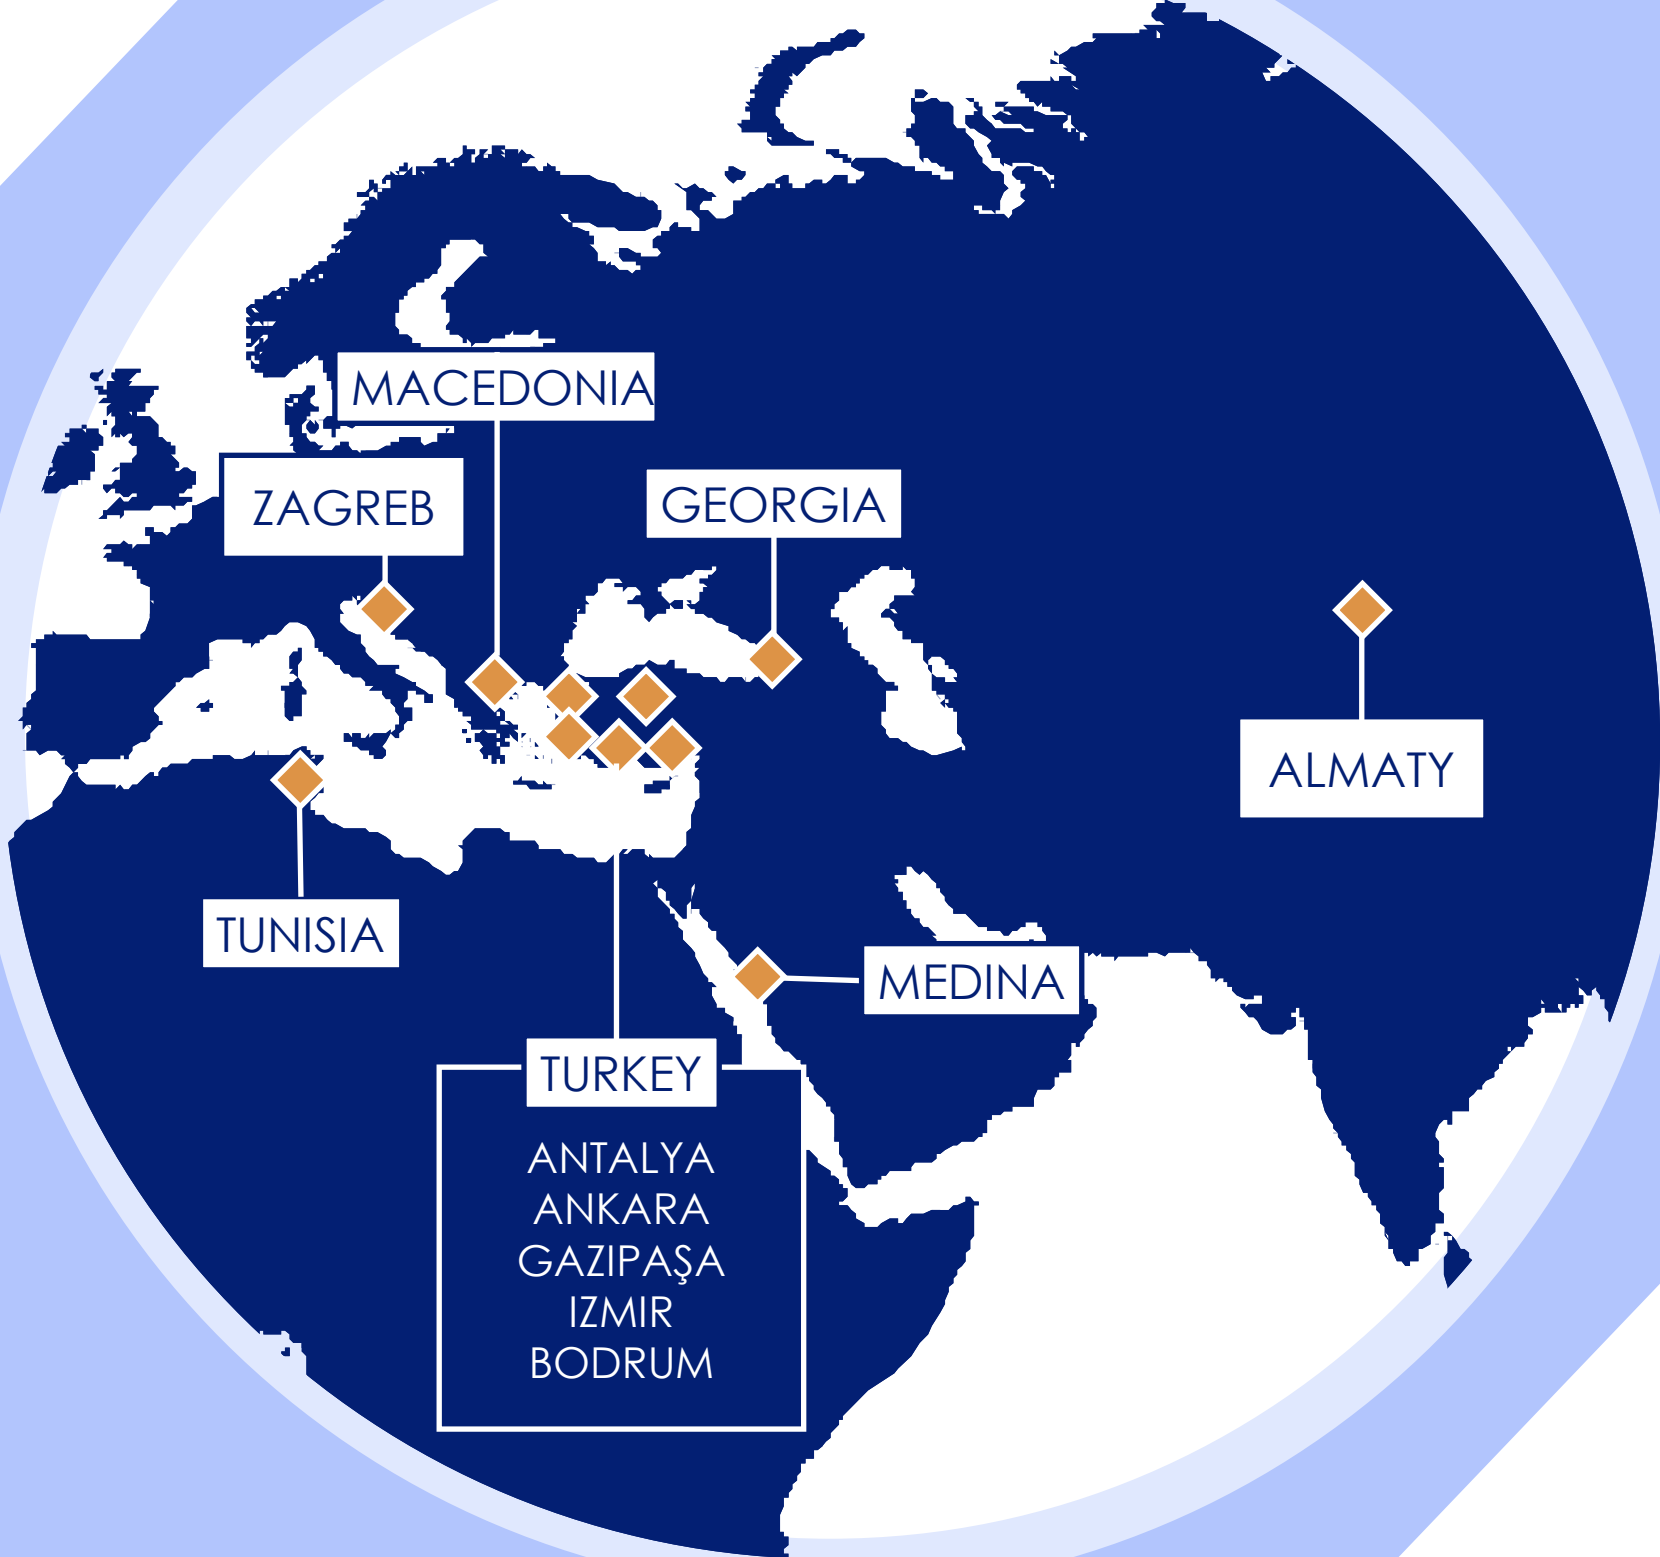 MACEDONIA
ZAGREB
GEORGIA
ALMATY
TUNISIA
MEDINA
TURKEY
ANTALYA
ANKARA
GAZIPAŞA
IZMIR
BODRUM